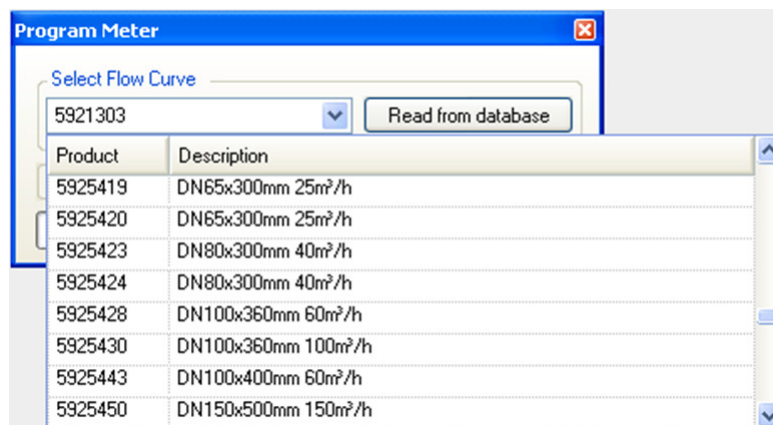 Program Meter
Select Flow Curve
5921303 Read from database
Product Description
5925419 DN65x300mm 25m³/h
5925420 DN65x300mm 25m³/h
5925423 DN80x300mm 40m³/h
5925424 DN80x300mm 40m³/h
5925428 DN100x360mm 60m³/h
5925430 DN100x360mm 100m³/h
5925443 DN100x400mm 60m³/h
5925450 DN150x500mm 150m³/h